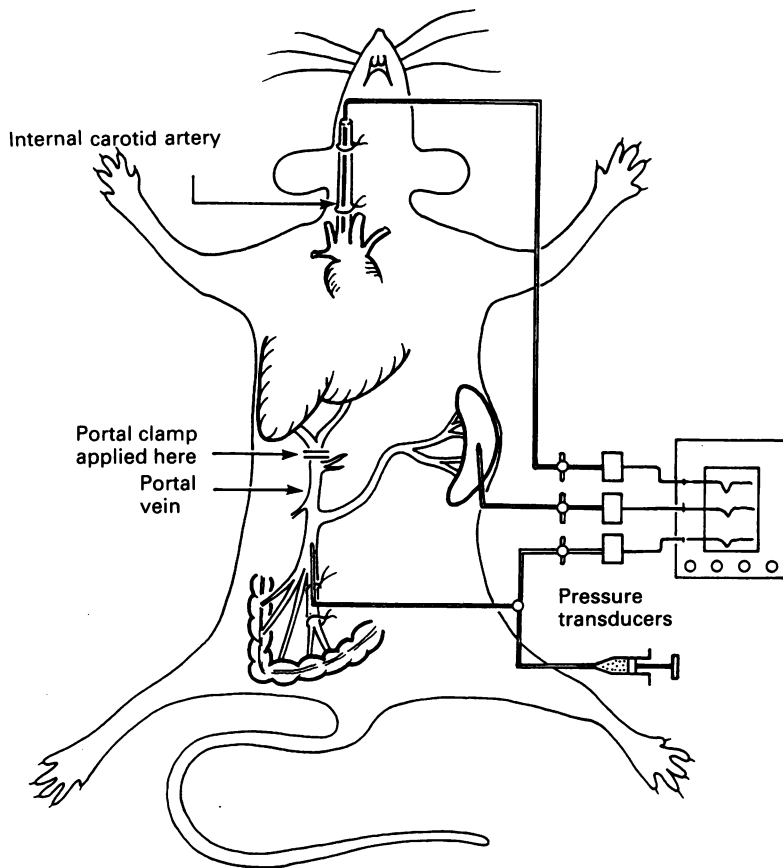 Internal carotid artery
Portal clamp
applied here
Portal
vein
Pressure
transducers